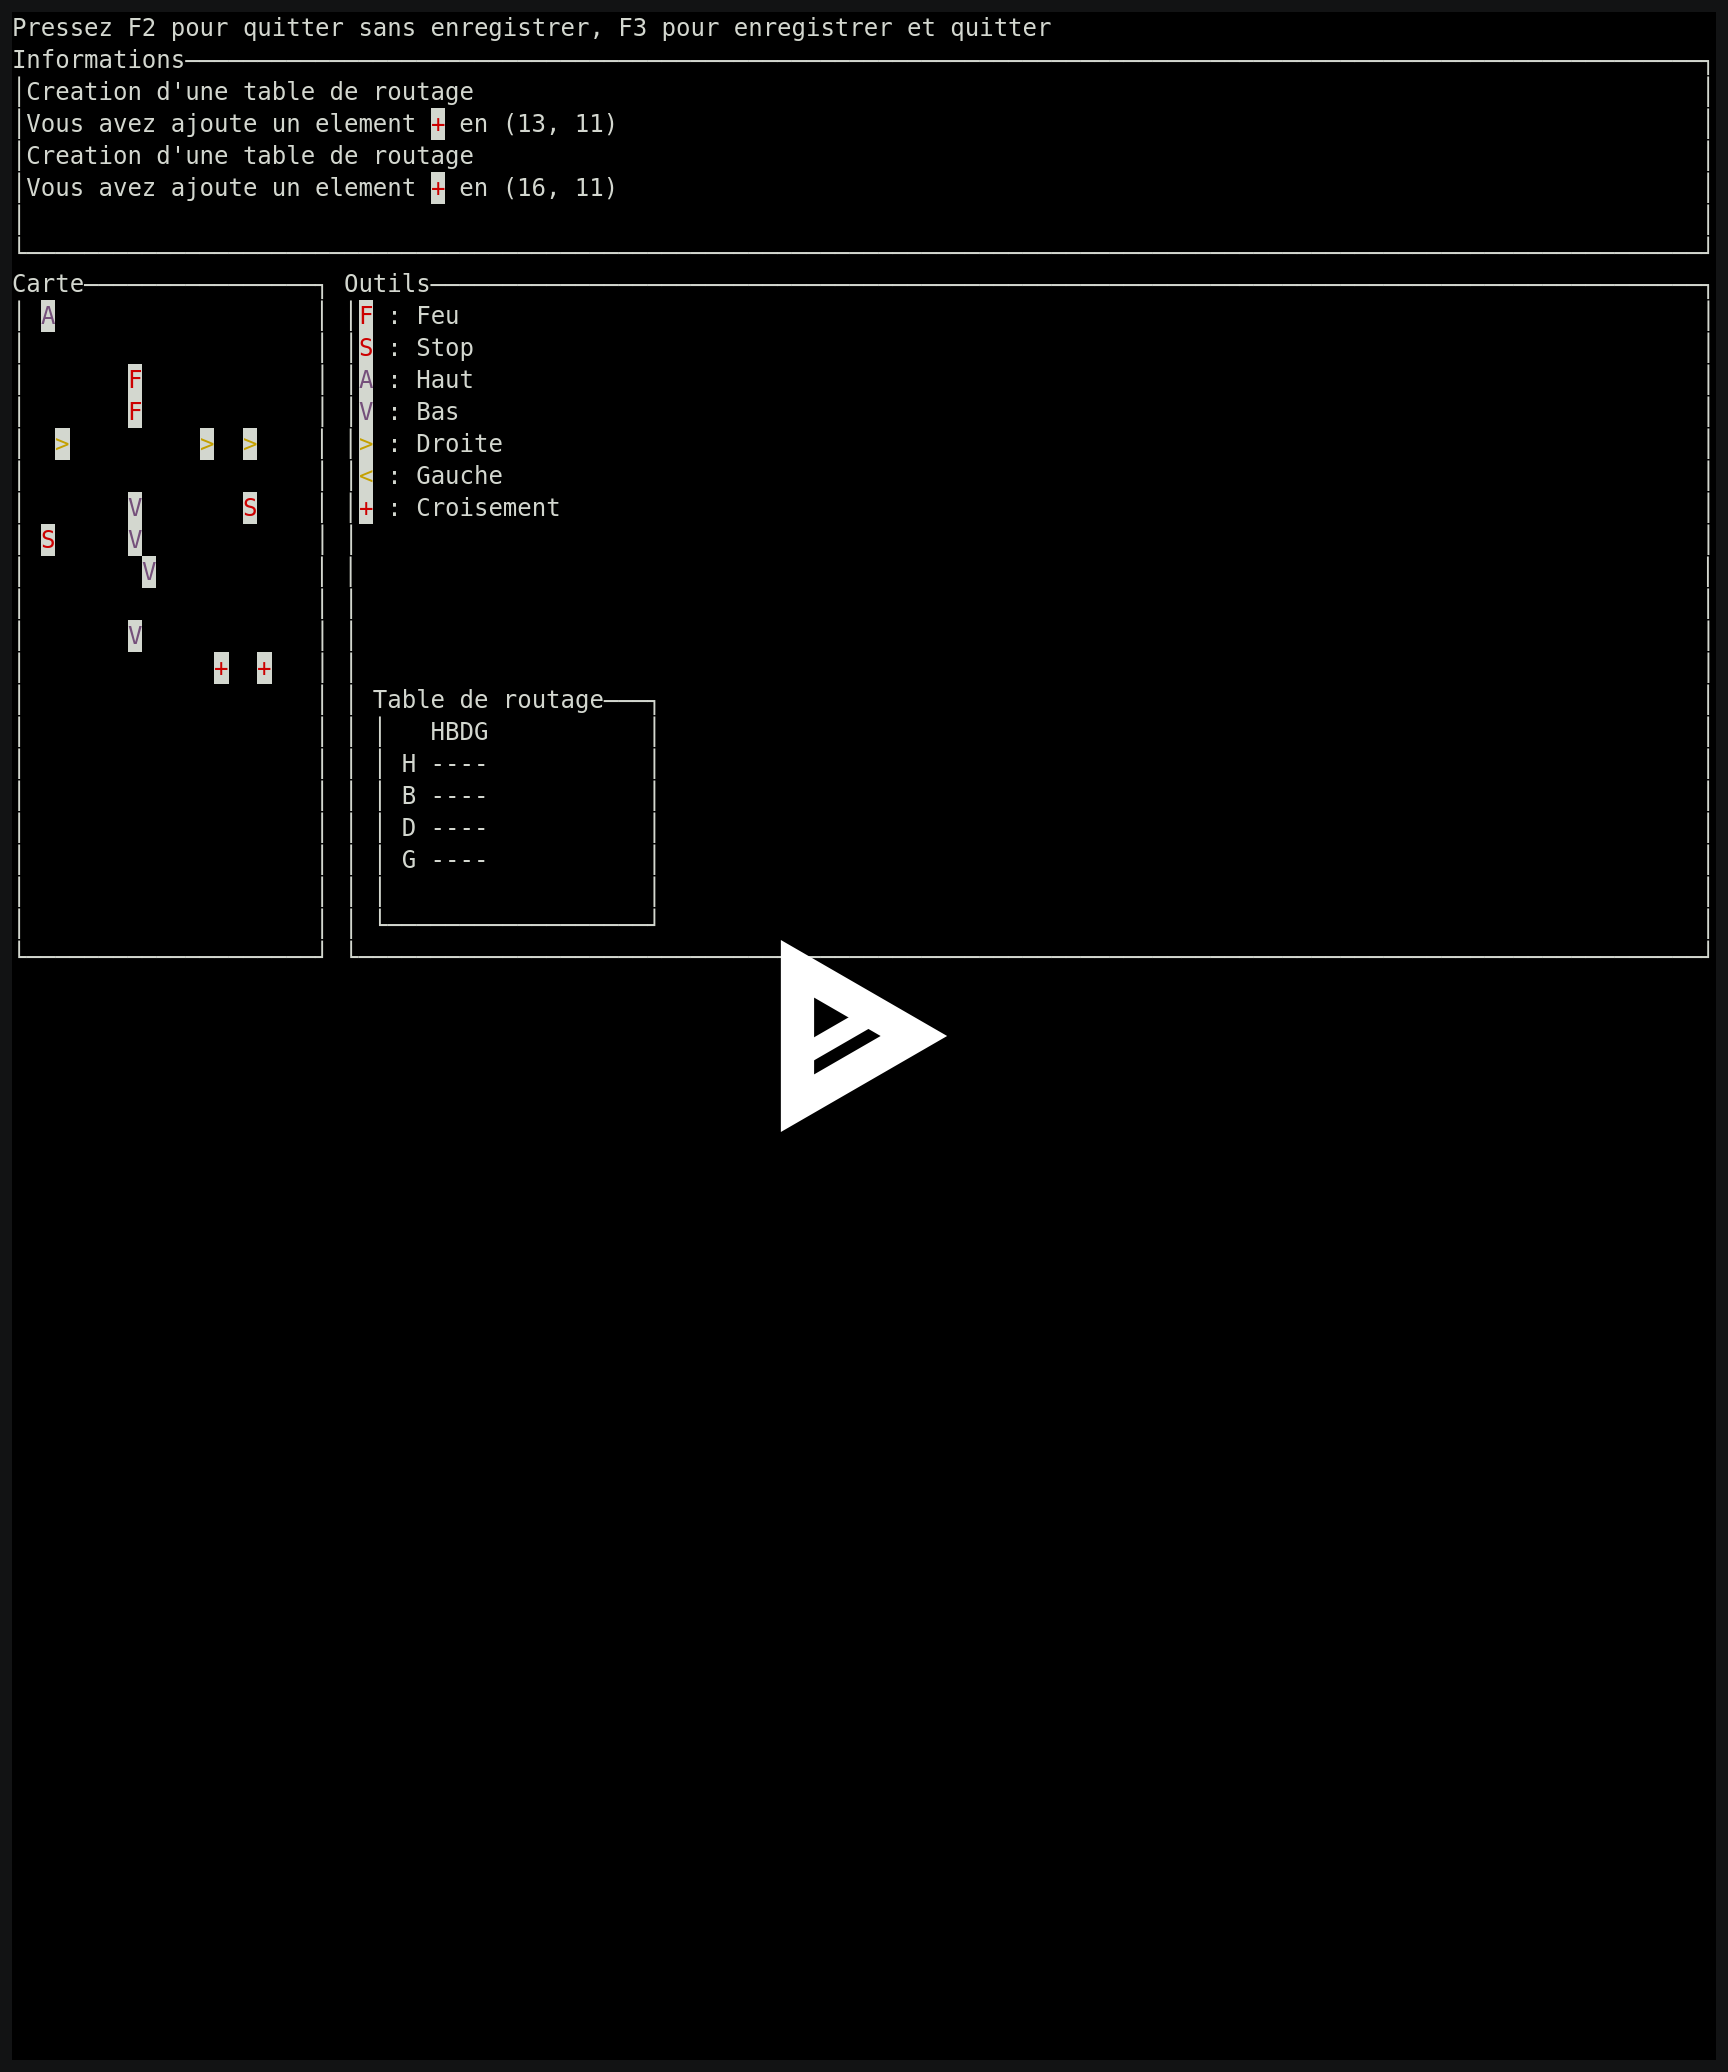 Pressez F2 pour quitter sans enregistrer, F3 pour enregistrer et quitter
Informations
Creation d'une table de routage
Vous avez ajoute un element + en (13, 11)
Creation d'une table de routage
Vous avez ajoute un element + en (16, 11)
Carte
A
F
F
> > >
V S
S V
V
V
+ +
Outils
F : Feu
S : Stop
A : Haut
V : Bas
> : Droite
< : Gauche
+ : Croisement
Table de routage
HBDG
H ----
B ----
D ----
G ----